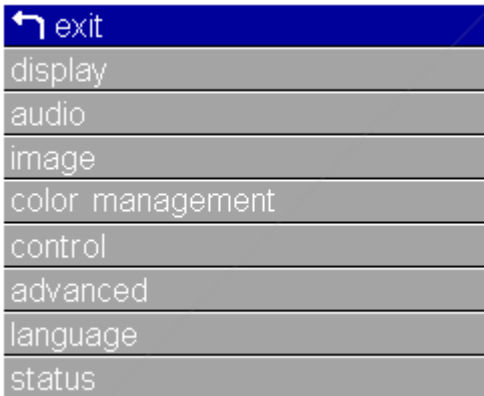 exit
display
audio
image
color management
control
advanced
language
status